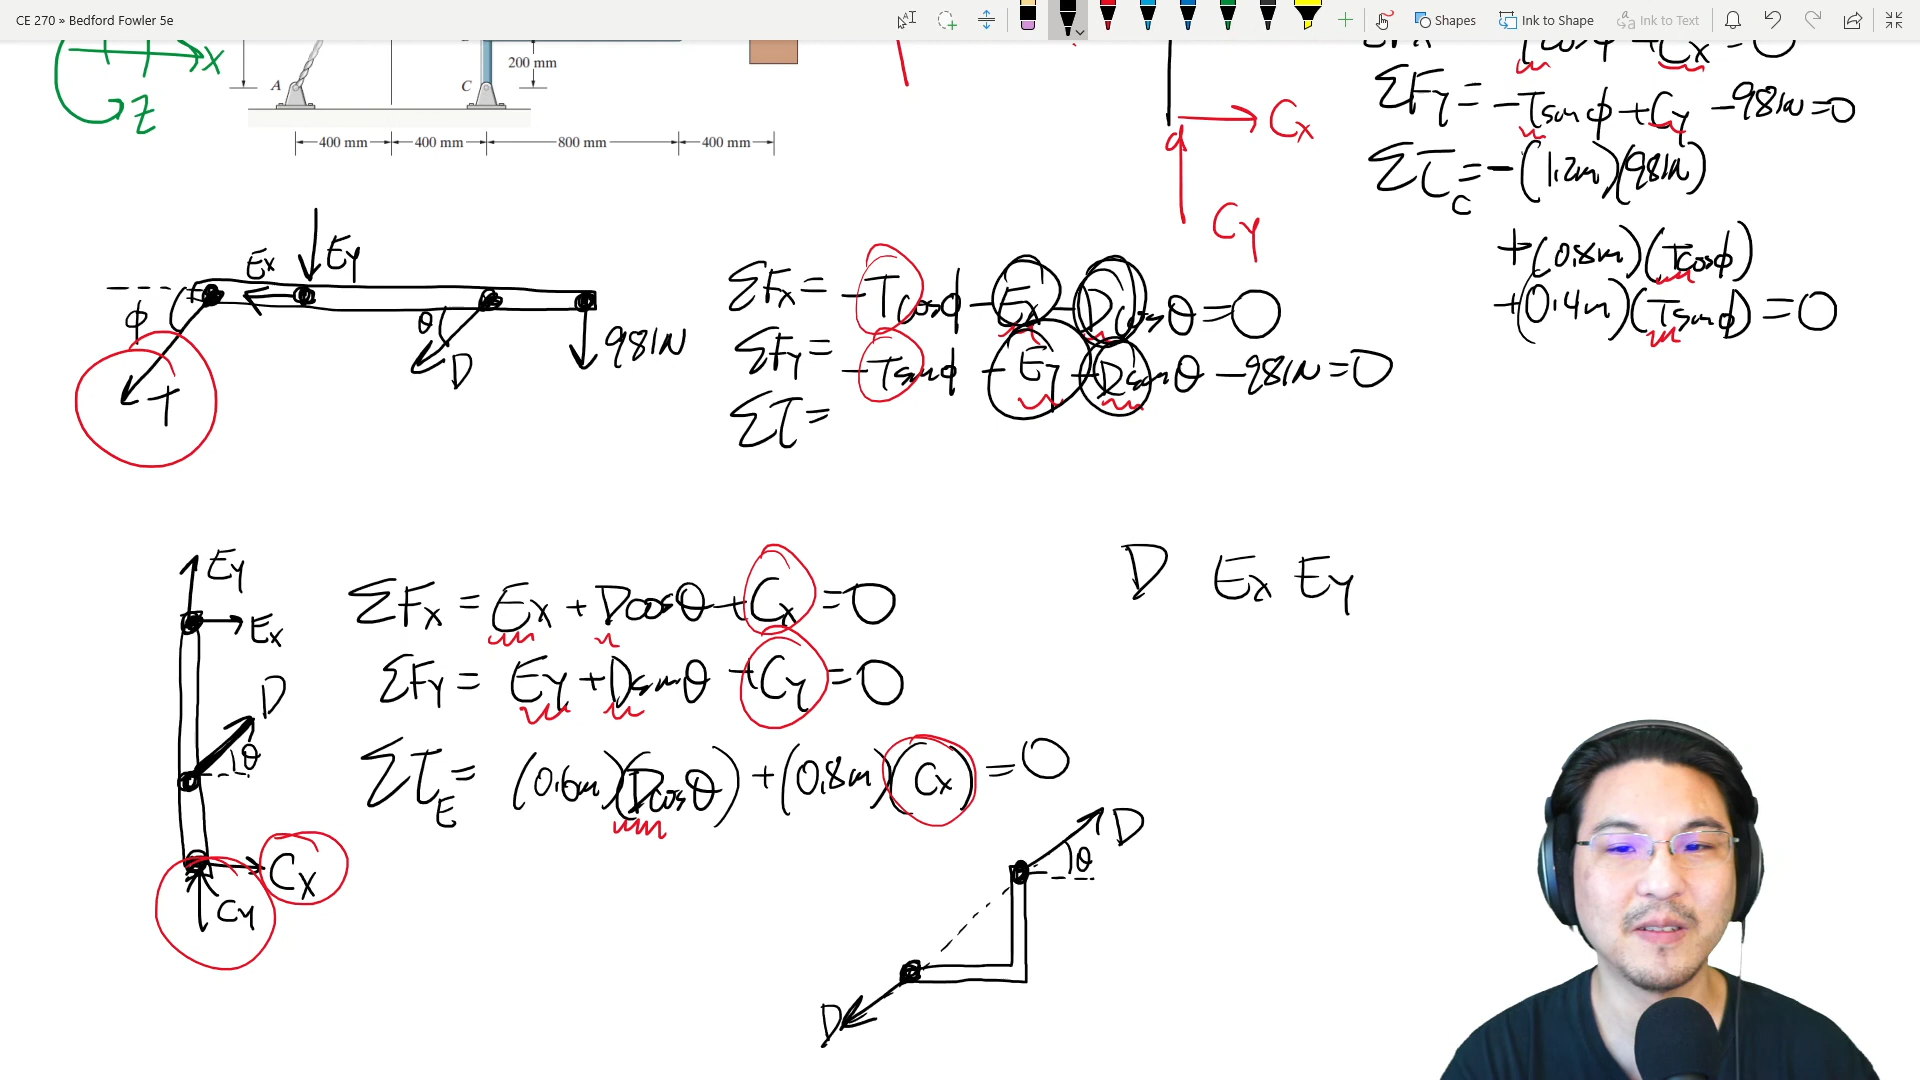 CE 270 » Bedford Fowler 5e
Shapes
Ink to Shape
Ink to Text
X
Z
A
C
200 mm
400 mm
400 mm
800 mm
400 mm
Cx
Cy
ΣFy = -Tsinϕ + Cy - 981N = 0
Στc = -(1.2m)(981N)
+(0.8m)(Tcosϕ)
+(0.4m)(Tsinϕ) = 0
Ex
Ey
ϕ
T
θ
D
981N
ΣFx = -Tcosϕ - Ex - Dcosθ = 0
ΣFy = -Tsinϕ - Ey - Dsinθ - 981N = 0
Στ =
Ey
Ex
D
θ
Cx
Cy
ΣFx = Ex + Dcosθ + Cx = 0
ΣFy = Ey + Dsinθ + Cy = 0
ΣτE = (0.6m)(Dcosθ) + (0.8m)(Cx) = 0
D Ex Ey
D
θ
D